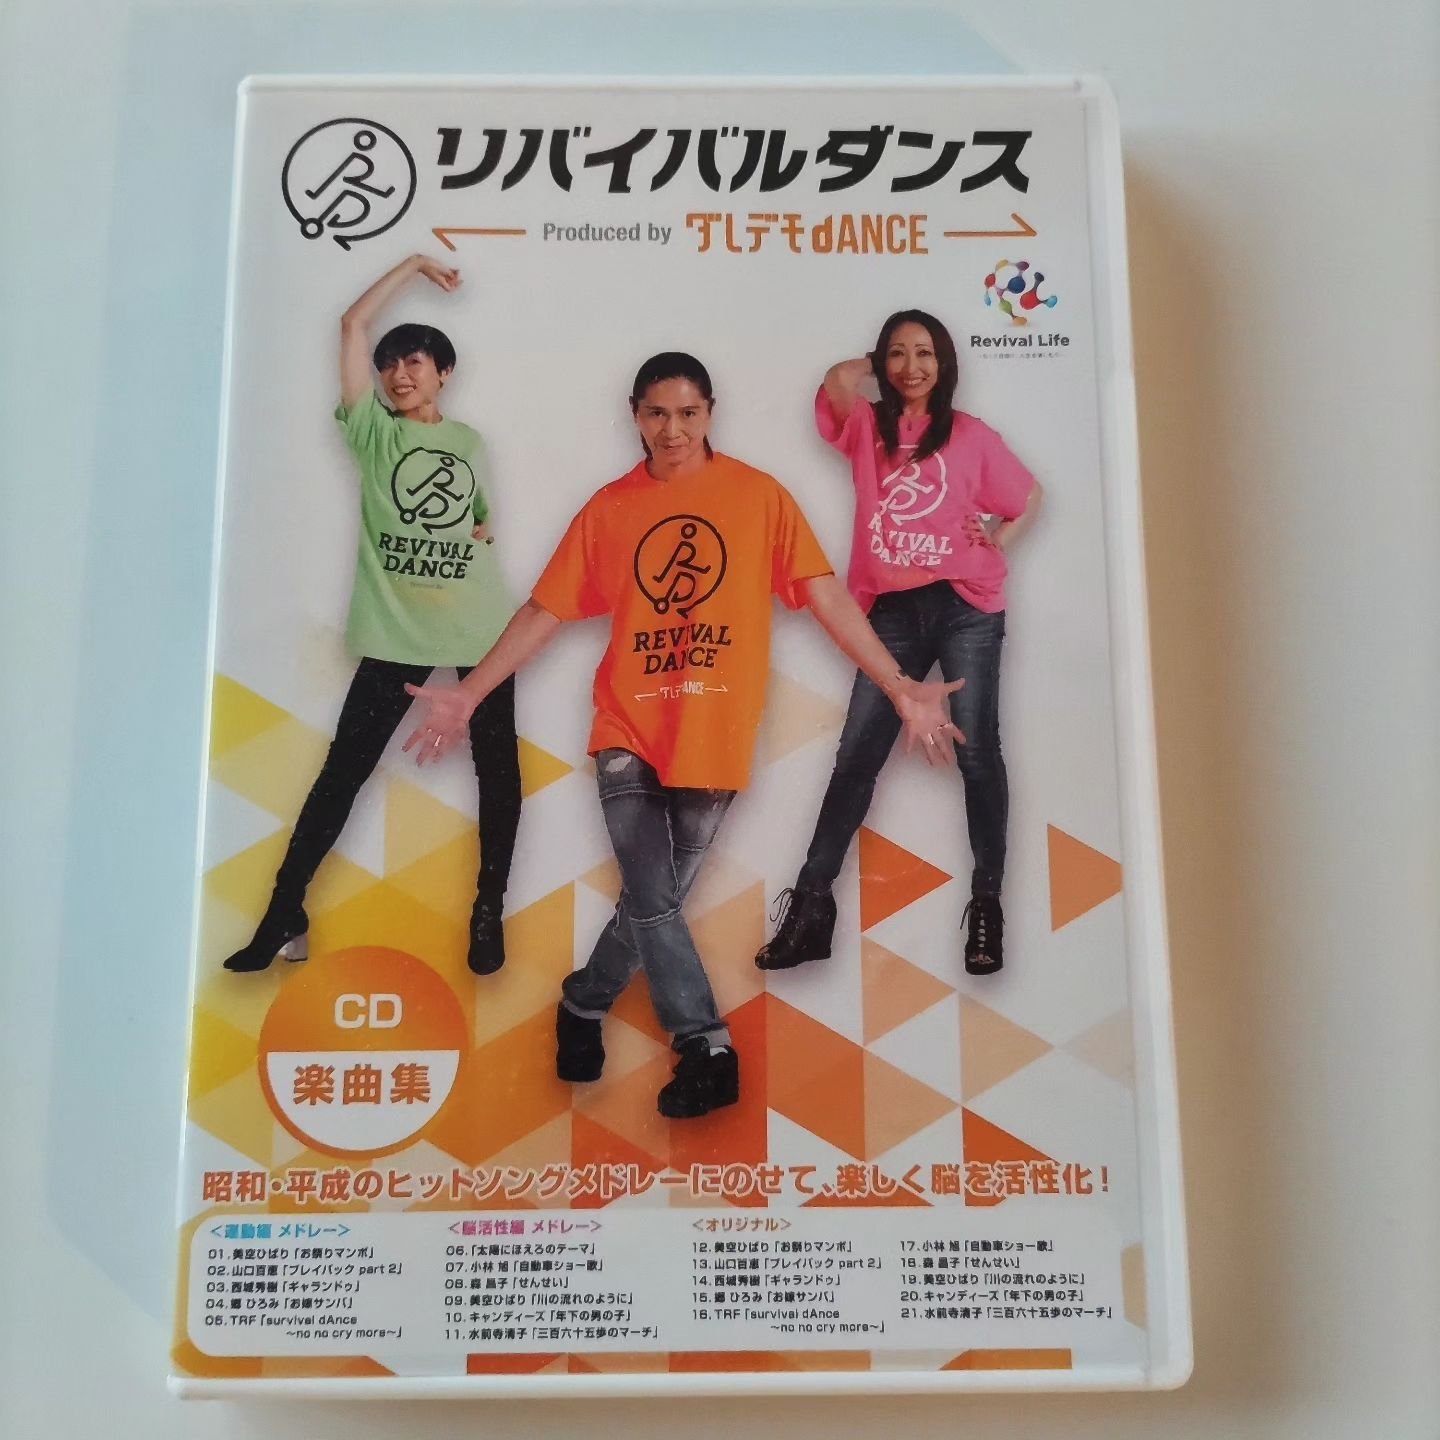 リバイバルダンス
Produced by ダレデモdANCE
Revival Life
REVIVAL
DANCE
REVIVAL
DANCE
ダレデモdANCE
REVIVAL
DANCE
CD
楽曲集
昭和・平成のヒットソングメドレーにのせて、楽しく脳を活性化!
<運動編 メドレー>
01.美空ひばり「お祭りマンボ」
02.山口百恵「プレイバック part 2」
03.西城秀樹「ギャランドゥ」
04.郷 ひろみ「お嫁サンバ」
05.TRF「survival dAnce
～no no cry more～」
<脳活性編 メドレー>
06.「太陽にほえろのテーマ」
07.小林 旭「自動車ショー歌」
08.森 昌子「せんせい」
09.美空ひばり「川の流れのように」
10.キャンディーズ「年下の男の子」
11.水前寺清子「三百六十五歩のマーチ」
<オリジナル>
12.美空ひばり「お祭りマンボ」
13.山口百恵「プレイバック part 2」
14.西城秀樹「ギャランドゥ」
15.郷 ひろみ「お嫁サンバ」
16.TRF「survival dAnce
～no no cry more～」
17.小林 旭「自動車ショー歌」
18.森 昌子「せんせい」
19.美空ひばり「川の流れのように」
20.キャンディーズ「年下の男の子」
21.水前寺清子「三百六十五歩のマーチ」